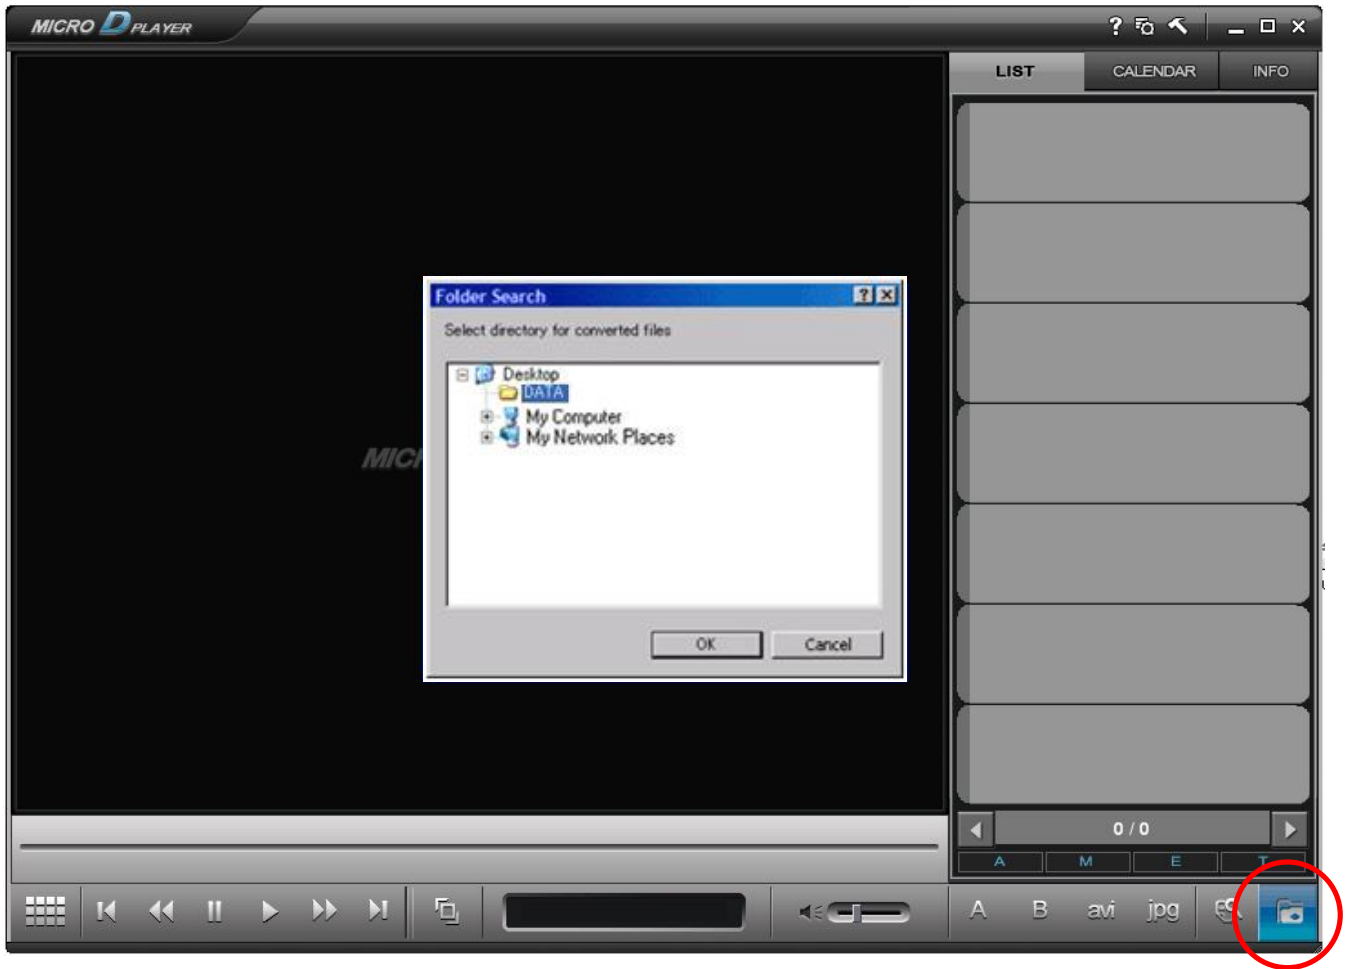 MICRO D PLAYER
LIST CALENDAR INFO
Folder Search
Select directory for converted files
Desktop
DATA
My Computer
My Network Places
MICR
OK Cancel
0 / 0
A M E T
A B avi jpg